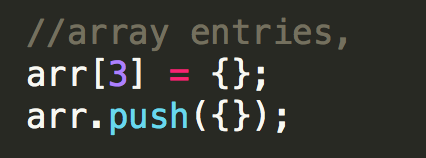 //array entries,
arr[3] = {};
arr.push({});